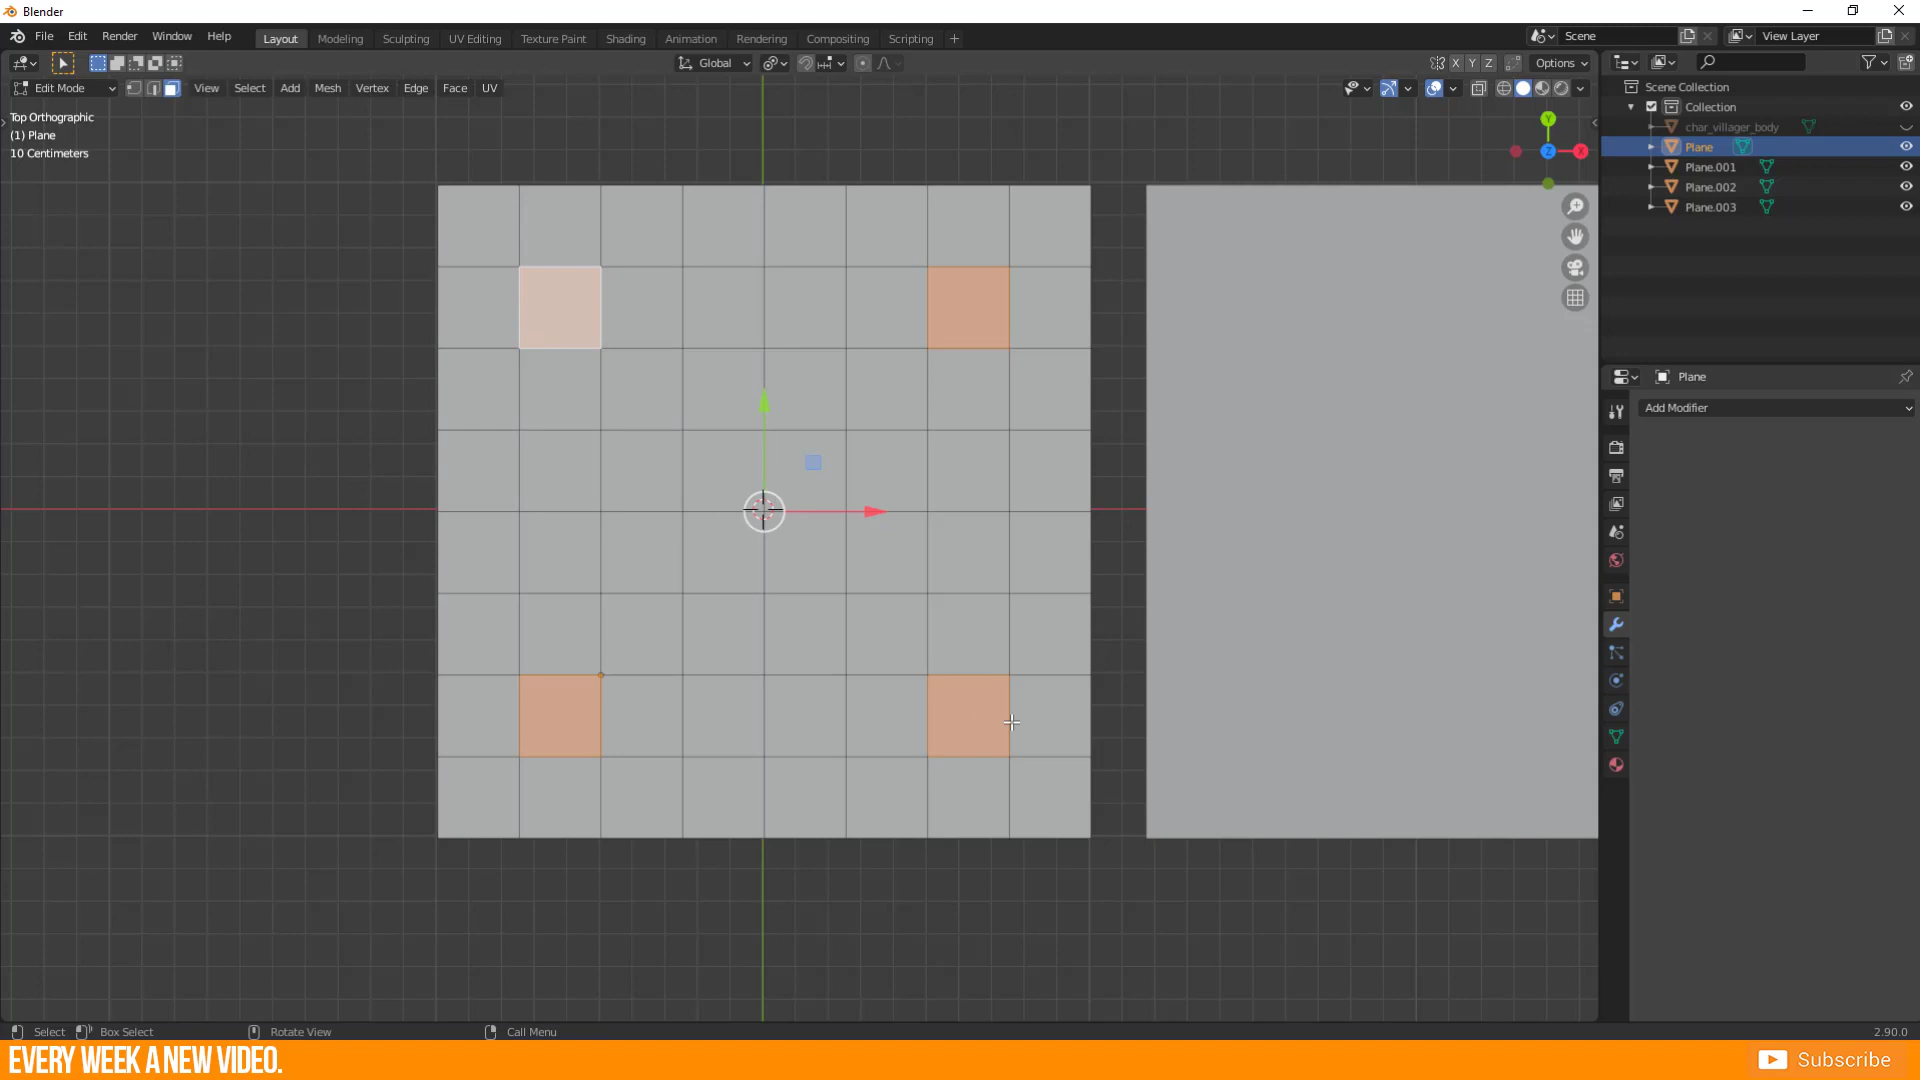 Blender
File Edit Render Window Help Layout Modeling Sculpting UV Editing Texture Paint Shading Animation Rendering Compositing Scripting + Scene View Layer
Global X Y Z Options
Edit Mode View Select Add Mesh Vertex Edge Face UV
Scene Collection
Collection
char_villager_body
Plane
Plane.001
Plane.002
Plane.003
Top Orthographic
(1) Plane
10 Centimeters
Y
Z
X
Plane
Add Modifier
Select Box Select Rotate View Call Menu 2.90.0
EVERY WEEK A NEW VIDEO. Subscribe